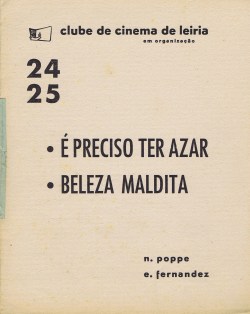 clube de cinema de leiria
em organização
24
25
• É PRECISO TER AZAR
• BELEZA MALDITA
n. poppe
e. fernandez